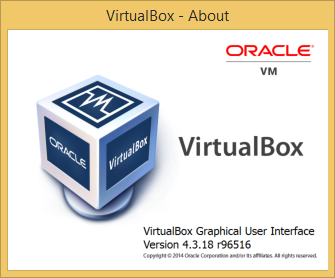 VirtualBox - About
ORACLE®
VM
ORACLE
VirtualBox
VirtualBox
VirtualBox Graphical User Interface
Version 4.3.18 r96516
Copyright © 2014 Oracle Corporation and/or its affiliates. All rights reserved.